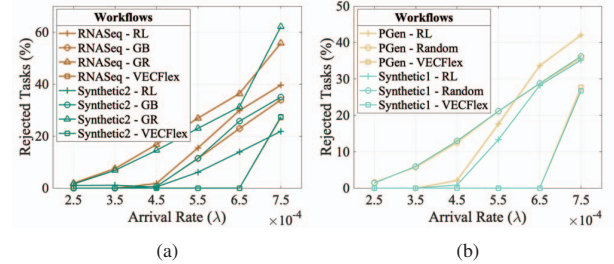 Workflows
RNASeq - RL
RNASeq - GB
RNASeq - GR
RNASeq - VECFlex
Synthetic2 - RL
Synthetic2 - GB
Synthetic2 - GR
Synthetic2 - VECFlex
Rejected Tasks (%)
60
40
20
0
2.5 3.5 4.5 5.5 6.5 7.5
Arrival Rate (λ) ×10⁻⁴
(a)
Workflows
PGen - RL
PGen - Random
PGen - VECFlex
Synthetic1 - RL
Synthetic1 - Random
Synthetic1 - VECFlex
Rejected Tasks (%)
50
40
30
20
10
0
2.5 3.5 4.5 5.5 6.5 7.5
Arrival Rate (λ) ×10⁻⁴
(b)